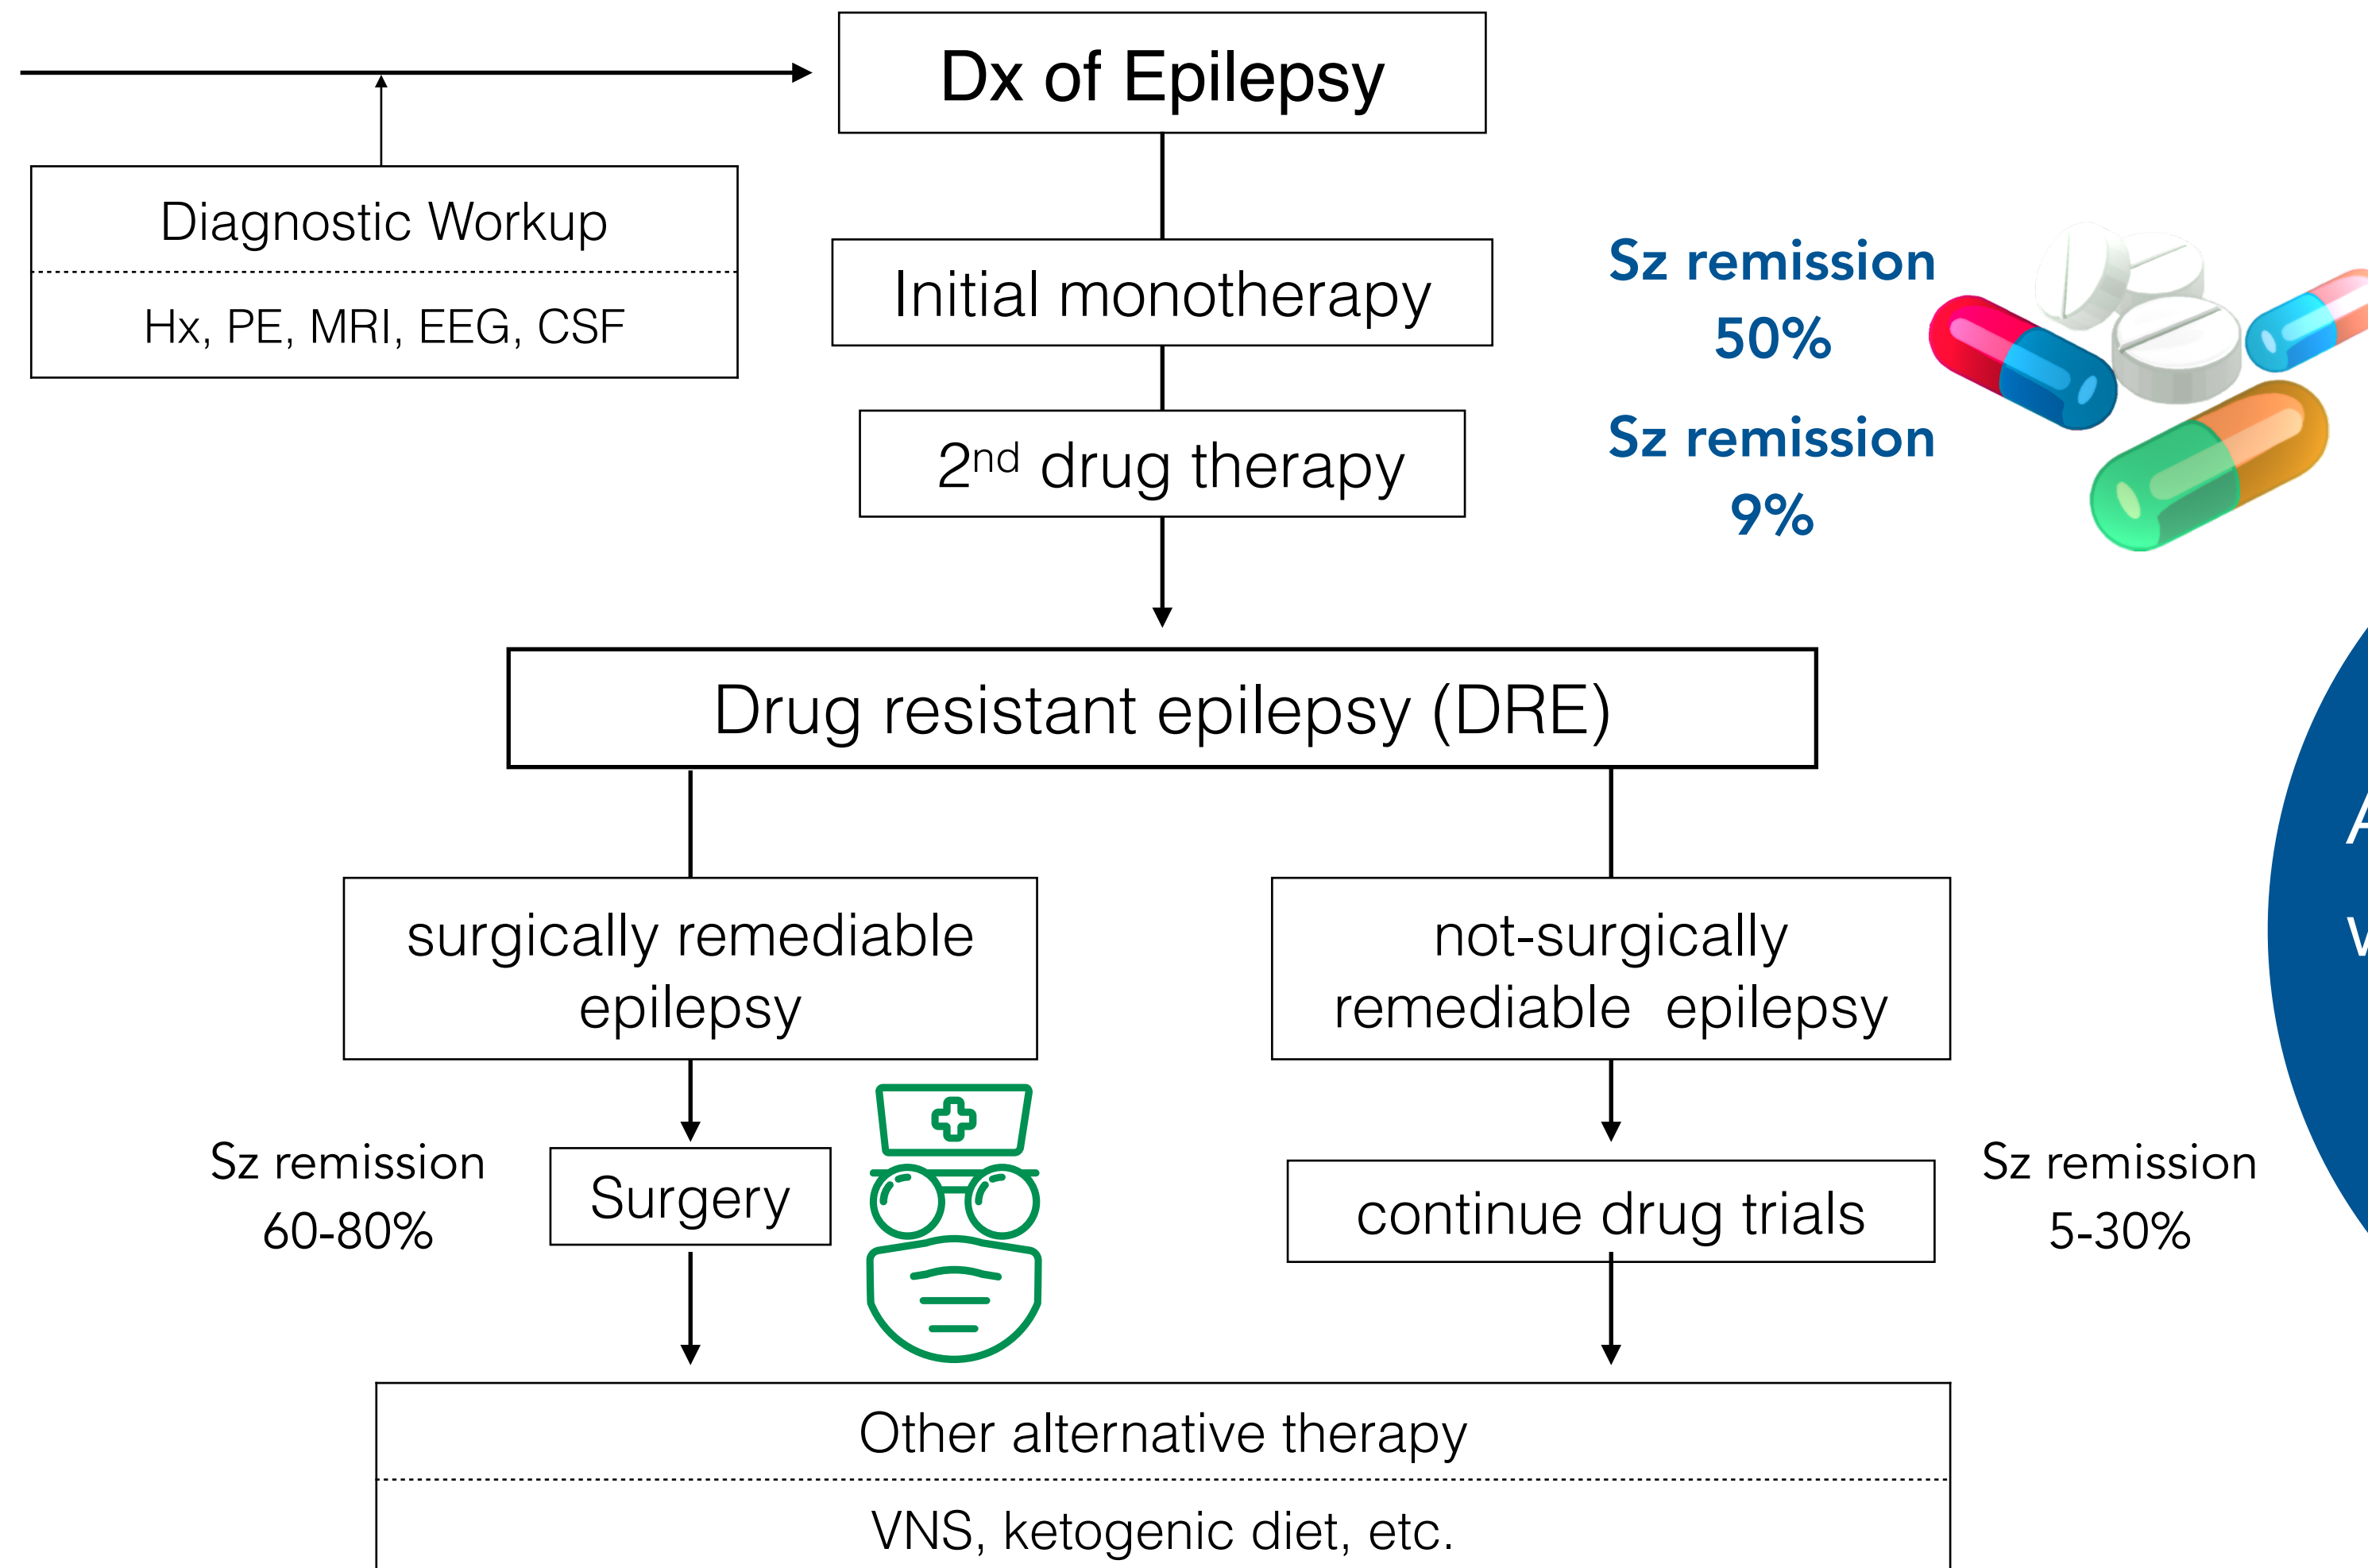 Dx of Epilepsy
Diagnostic Workup
Hx, PE, MRI, EEG, CSF
Initial monotherapy
Sz remission
50%
2nd drug therapy
Sz remission
9%
Drug resistant epilepsy (DRE)
surgically remediable
epilepsy
not-surgically
remediable epilepsy
Sz remission
60-80%
Surgery
continue drug trials
Sz remission
5-30%
Other alternative therapy
VNS, ketogenic diet, etc.